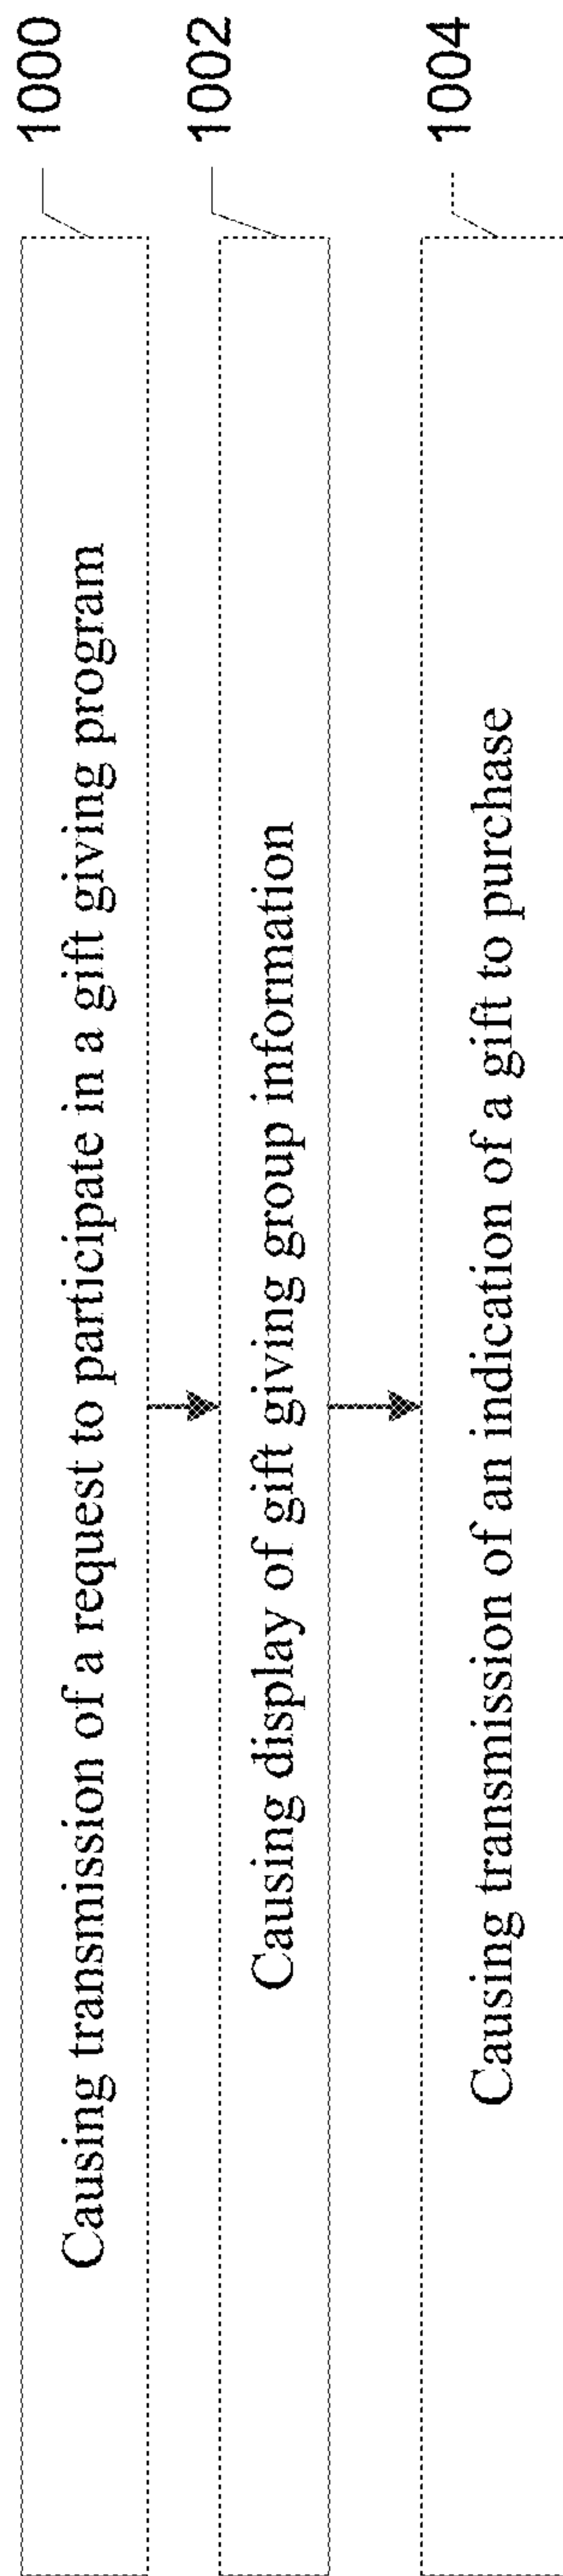 Causing transmission of a request to participate in a gift giving program
1000
Causing display of gift giving group information
1002
Causing transmission of an indication of a gift to purchase
1004